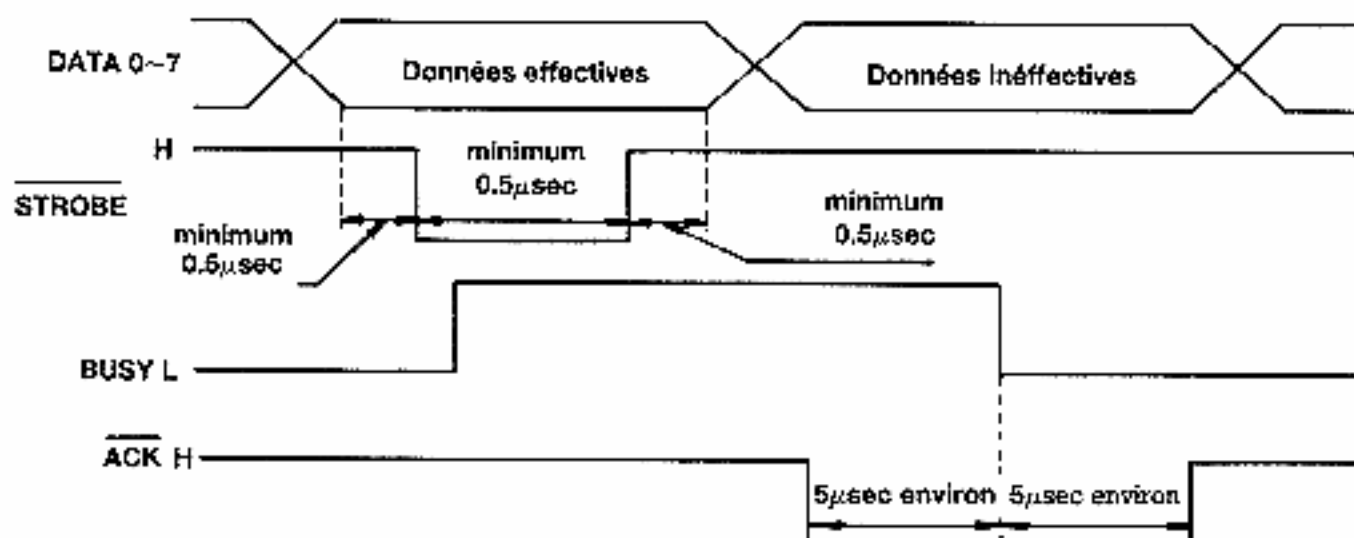 DATA 0~7
Données effectives
Données Inéffectives
H
minimum
0.5μsec
STROBE
minimum
0.5μsec
minimum
0.5μsec
BUSY L
ACK H
5μsec environ
5μsec environ